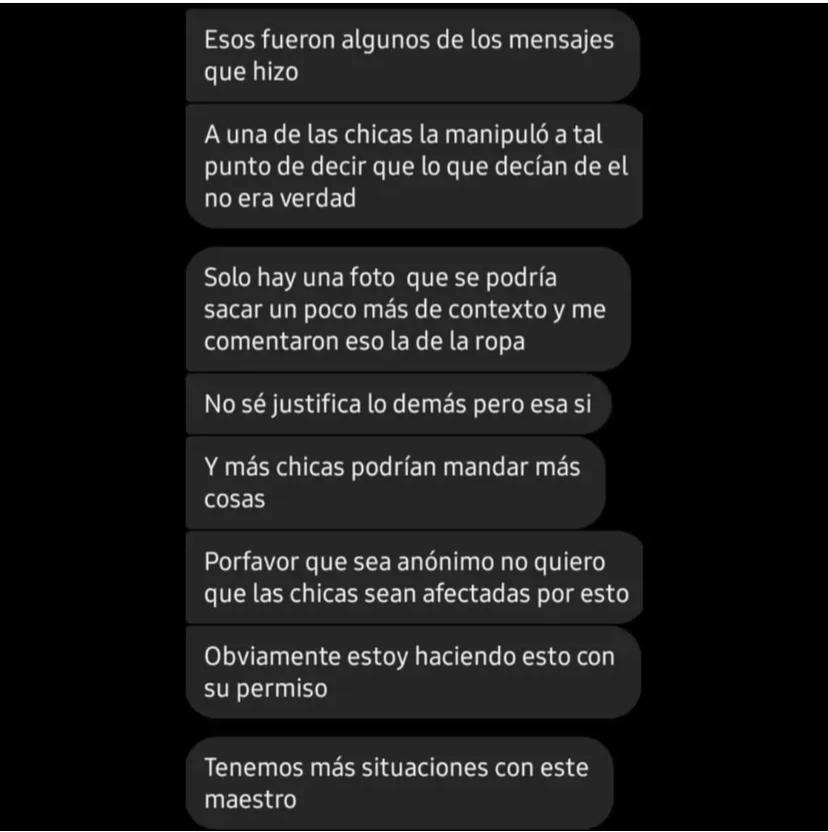 Esos fueron algunos de los mensajes
que hizo
A una de las chicas la manipuló a tal
punto de decir que lo que decían de el
no era verdad
Solo hay una foto que se podría
sacar un poco más de contexto y me
comentaron eso la de la ropa
No sé justifica lo demás pero esa si
Y más chicas podrían mandar más
cosas
Porfavor que sea anónimo no quiero
que las chicas sean afectadas por esto
Obviamente estoy haciendo esto con
su permiso
Tenemos más situaciones con este
maestro